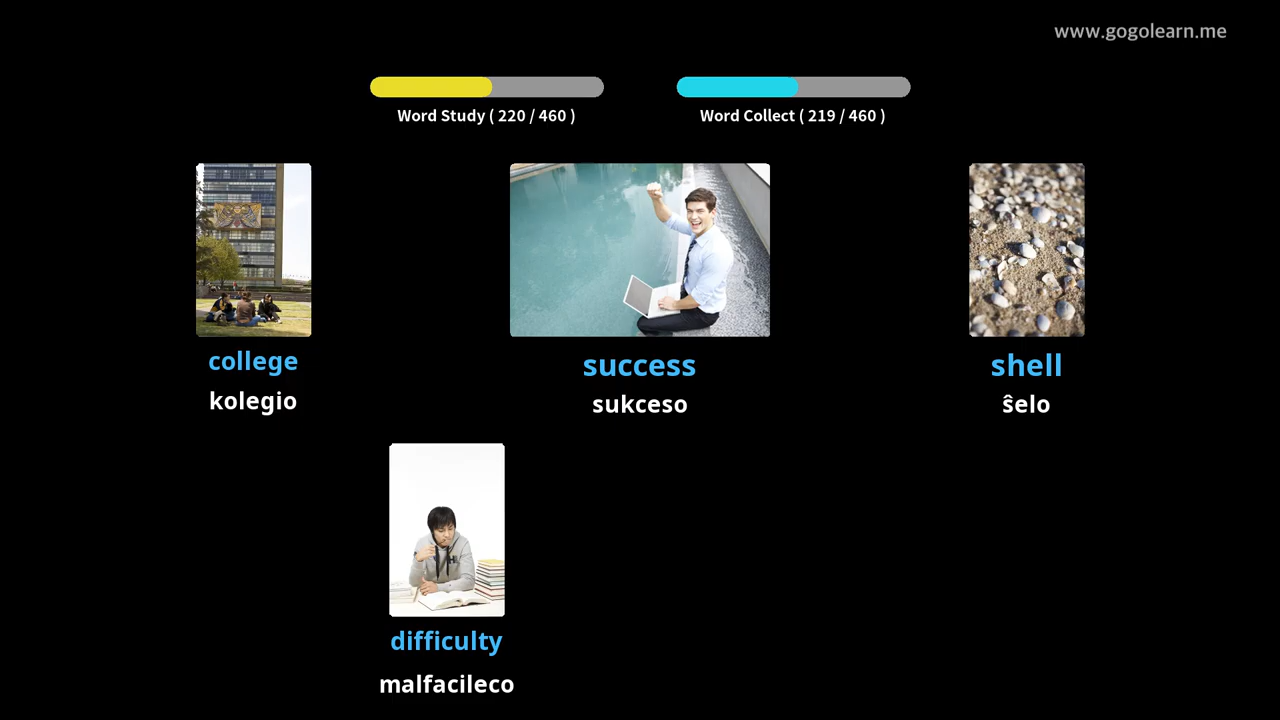 www.gogolearn.me
Word Study ( 220 / 460 )
Word Collect ( 219 / 460 )
college
kolegio
success
sukceso
shell
ŝelo
difficulty
malfacileco